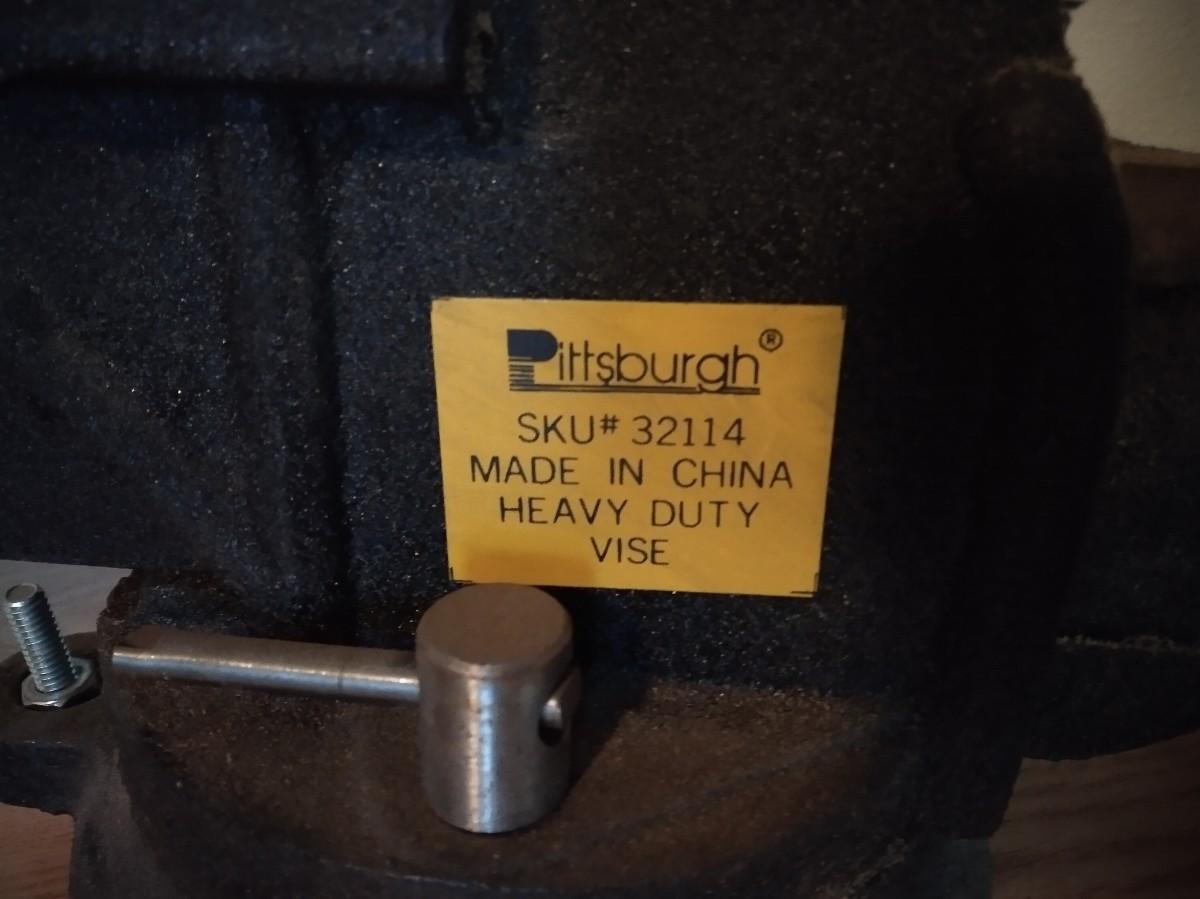 Pittsburgh®
SKU# 32114
MADE IN CHINA
HEAVY DUTY
VISE